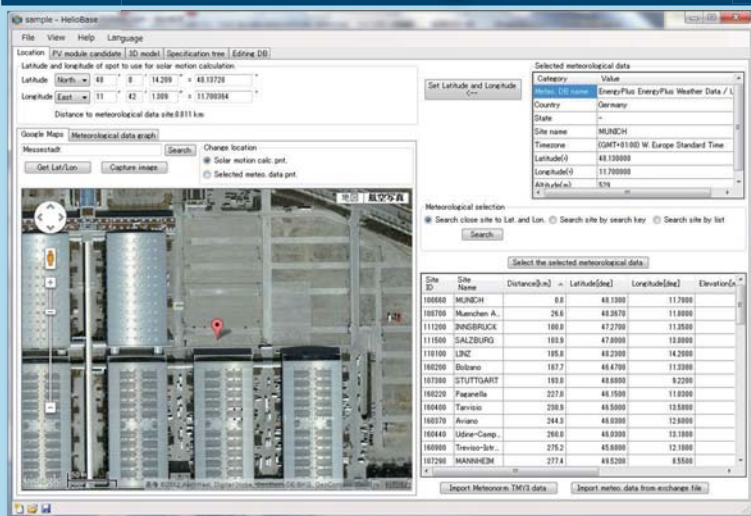 sample - HelioBase
File View Help Language
Location PV module candidate 3D model Specification tree Editing DB
Latitude and longitude of spot to use for solar motion calculation
Latitude North 48 ° 8 ' 14.209 " = 48.13728 °
Longitude East 11 ° 42 ' 1.309 " = 11.700364 °
Distance to meteorological data site:0.811 km
Set Latitude and Longitude
<--
Selected meteorological data
Category Value
Meteo. DB name EnergyPlus EnergyPlus Weather Data / L
Country Germany
State -
Site name MUNICH
Timezone (GMT+01:00) W. Europe Standard Time
Latitude(°) 48.130000
Longitude(°) 11.700000
Altitude(m) 529
Google Maps Meteorological data graph
Messestadt Search
Get Lat/Lon Capture image
Change location
Solar motion calc. pnt.
Selected meteo. data pnt.
地図 航空写真
Meteorological selection
Search close site to Lat. and Lon. Search site by search key Search site by list
Search
Select the selected meteorological data
Site ID Site Name Distance[km] Latitude[deg] Longitude[deg] Elevation[m
108660 MUNICH 0.8 48.1300 11.7000
108700 Muenchen A.. 26.6 48.3670 11.8000
111200 INNSBRUCK 100.0 47.2700 11.3500
111500 SALZBURG 103.9 47.8000 13.0000
110100 LINZ 185.8 48.2300 14.2000
160200 Bolzano 187.7 46.4700 11.3300
107380 STUTTGART 193.0 48.6800 9.2200
160220 Paganella 227.0 46.1500 11.0300
160400 Tarvisio 230.9 46.5000 13.5800
160370 Aviano 244.3 46.0300 12.6000
160440 Udine-Camp.. 260.0 46.0300 13.1800
160980 Treviso-Istr.. 275.2 45.6800 12.1000
107290 MANNHEIM 277.4 49.5200 8.5500
Import Meteonorm TMY3 data Import meteo. data from exchange file